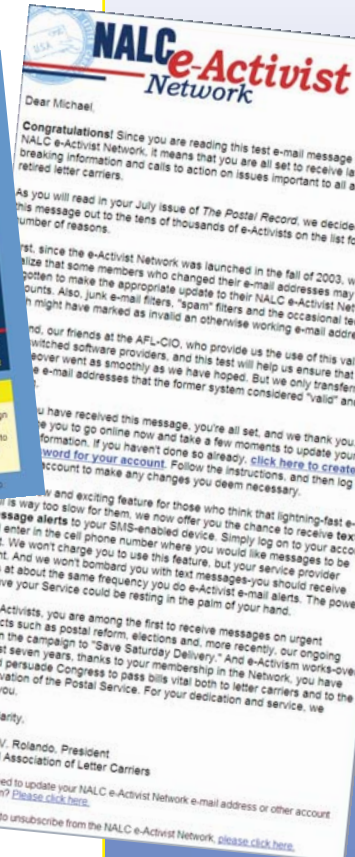 U.S.A.
NALC
e-Activist
Network
Dear Michael,
Congratulations! Since you are reading this test e-mail message
NALC e-Activist Network, it means that you are all set to receive
breaking information and calls to action on issues important to all
retired letter carriers.
As you will read in your July issue of The Postal Record, we decided
this message out to the tens of thousands of e-Activists on the list
number of reasons.
since the e-Activist Network was launched in the fall of 2003,
that some members who changed their e-mail addresses may
to make the appropriate update to their NALC e-Activist
Also, junk e-mail filters, "spam" filters and the occasional
might have marked as invalid an otherwise working e-mail
our friends at the AFL-CIO, who provide us the use of this
switched software providers, and this test will help us ensure that
went as smoothly as we have hoped. But we only
e-mail addresses that the former system considered "valid"
have received this message, you're all set, and we thank you
you to go online now and take a few moments to update your
If you haven't done so already, click here to create
for your account. Follow the instructions, and then log
account to make any changes you deem necessary.
and exciting feature for those who think that lightning-fast
is way too slow for them, we now offer you the chance to receive
alerts to your SMS-enabled device. Simply log on to your
enter in the cell phone number where you would like messages to be
We won't charge you to use this feature, but your service provider
And we won't bombard you with text messages-you should receive
at about the same frequency you do e-Activist e-mail alerts. The
your Service could be resting in the palm of your hand.
you are among the first to receive messages on urgent
such as postal reform, elections and, more recently, our ongoing
the campaign to "Save Saturday Delivery." And e-Activism
seven years, thanks to your membership in the Network, you have
persuade Congress to pass bills vital both to letter carriers and to the
of the Postal Service. For your dedication and service, we
you.
V. Rolando, President
Association of Letter Carriers
to update your NALC e-Activist Network e-mail address or other account
Please click here.
to unsubscribe from the NALC e-Activist Network, please click here.